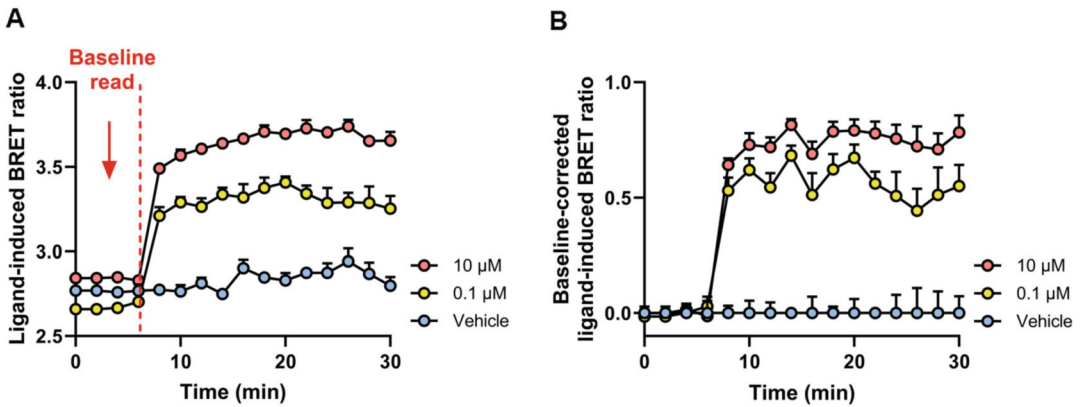 A
Baseline
read
Ligand-induced BRET ratio
4.0
3.5
3.0
2.5
0
10
20
30
Time (min)
10 µM
0.1 µM
Vehicle
B
Baseline-corrected
ligand-induced BRET ratio
1.0
0.5
0.0
0
10
20
30
Time (min)
10 µM
0.1 µM
Vehicle